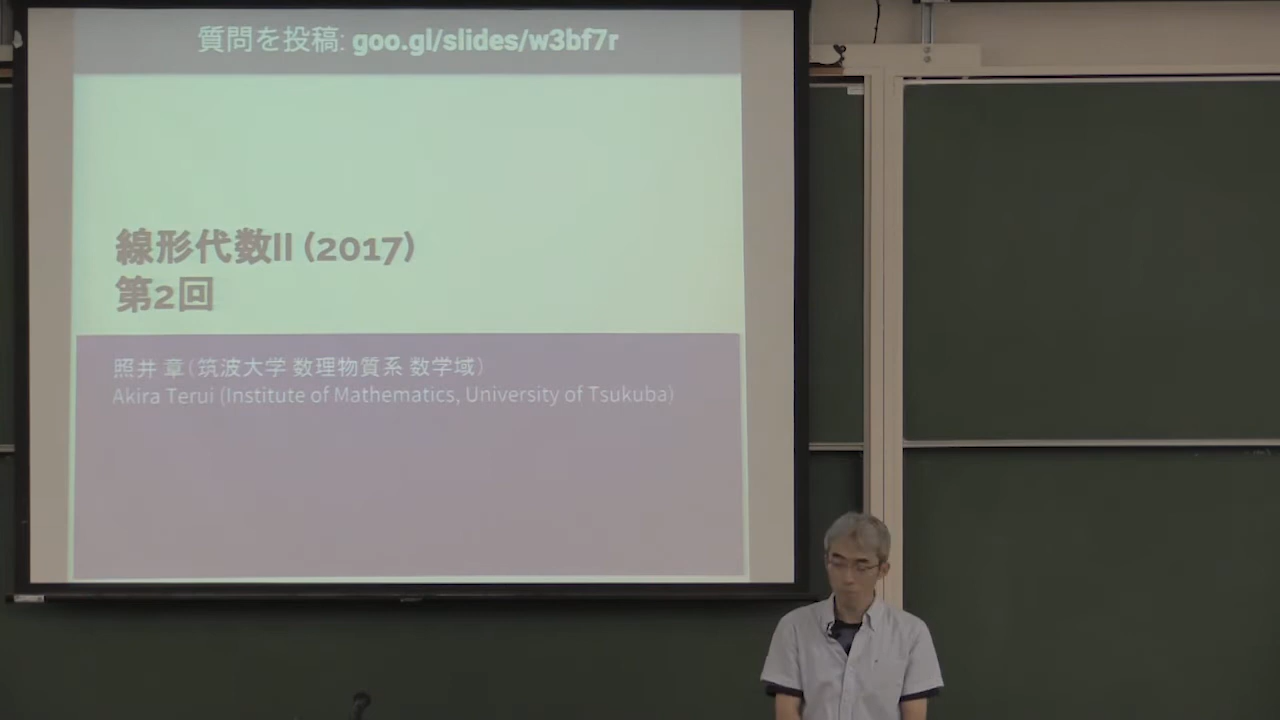 質問を投稿: goo.gl/slides/w3bf7r
線形代数II (2017)
第2回
照井 章（筑波大学 数理物質系 数学域）
Akira Terui (Institute of Mathematics, University of Tsukuba)